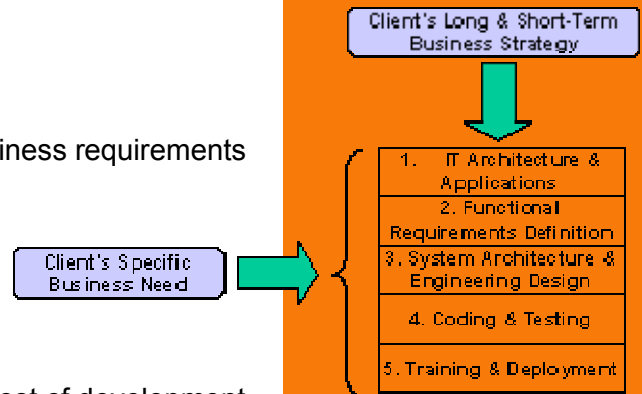 Client's Long & Short-Term
Business Strategy
iness requirements
1. IT Architecture &
Applications
2. Functional
Requirements Definition
Client's Specific
Business Need
3. System Architecture &
Engineering Design
4. Coding & Testing
5. Training & Deployment
ost of development